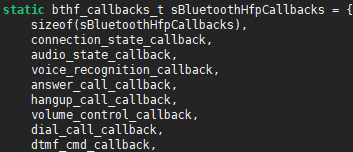 static bthf_callbacks_t sBluetoothHfpCallbacks = {
    sizeof(sBluetoothHfpCallbacks),
    connection_state_callback,
    audio_state_callback,
    voice_recognition_callback,
    answer_call_callback,
    hangup_call_callback,
    volume_control_callback,
    dial_call_callback,
    dtmf_cmd_callback,